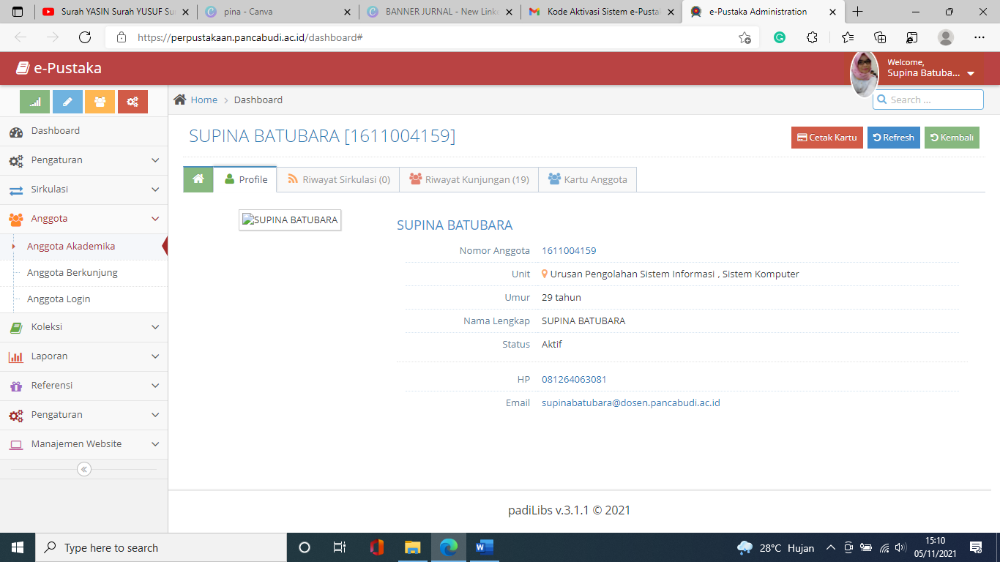 Surah YASIN Surah YUSUF Su
pina - Canva
BANNER JURNAL - New Linke
Kode Aktivasi Sistem e-Pustak
e-Pustaka Administration
https://perpustakaan.pancabudi.ac.id/dashboard#
e-Pustaka
Welcome,
Supina Batuba...
Home > Dashboard
Search ...
Dashboard
Pengaturan
Sirkulasi
Anggota
Anggota Akademika
Anggota Berkunjung
Anggota Login
Koleksi
Laporan
Referensi
Pengaturan
Manajemen Website
SUPINA BATUBARA [1611004159]
Cetak Kartu
Refresh
Kembali
Profile
Riwayat Sirkulasi (0)
Riwayat Kunjungan (19)
Kartu Anggota
SUPINA BATUBARA
SUPINA BATUBARA
Nomor Anggota 1611004159
Unit Urusan Pengolahan Sistem Informasi , Sistem Komputer
Umur 29 tahun
Nama Lengkap SUPINA BATUBARA
Status Aktif
HP 081264063081
Email supinabatubara@dosen.pancabudi.ac.id
padiLibs v.3.1.1 © 2021
Type here to search
28°C Hujan
15:10
05/11/2021